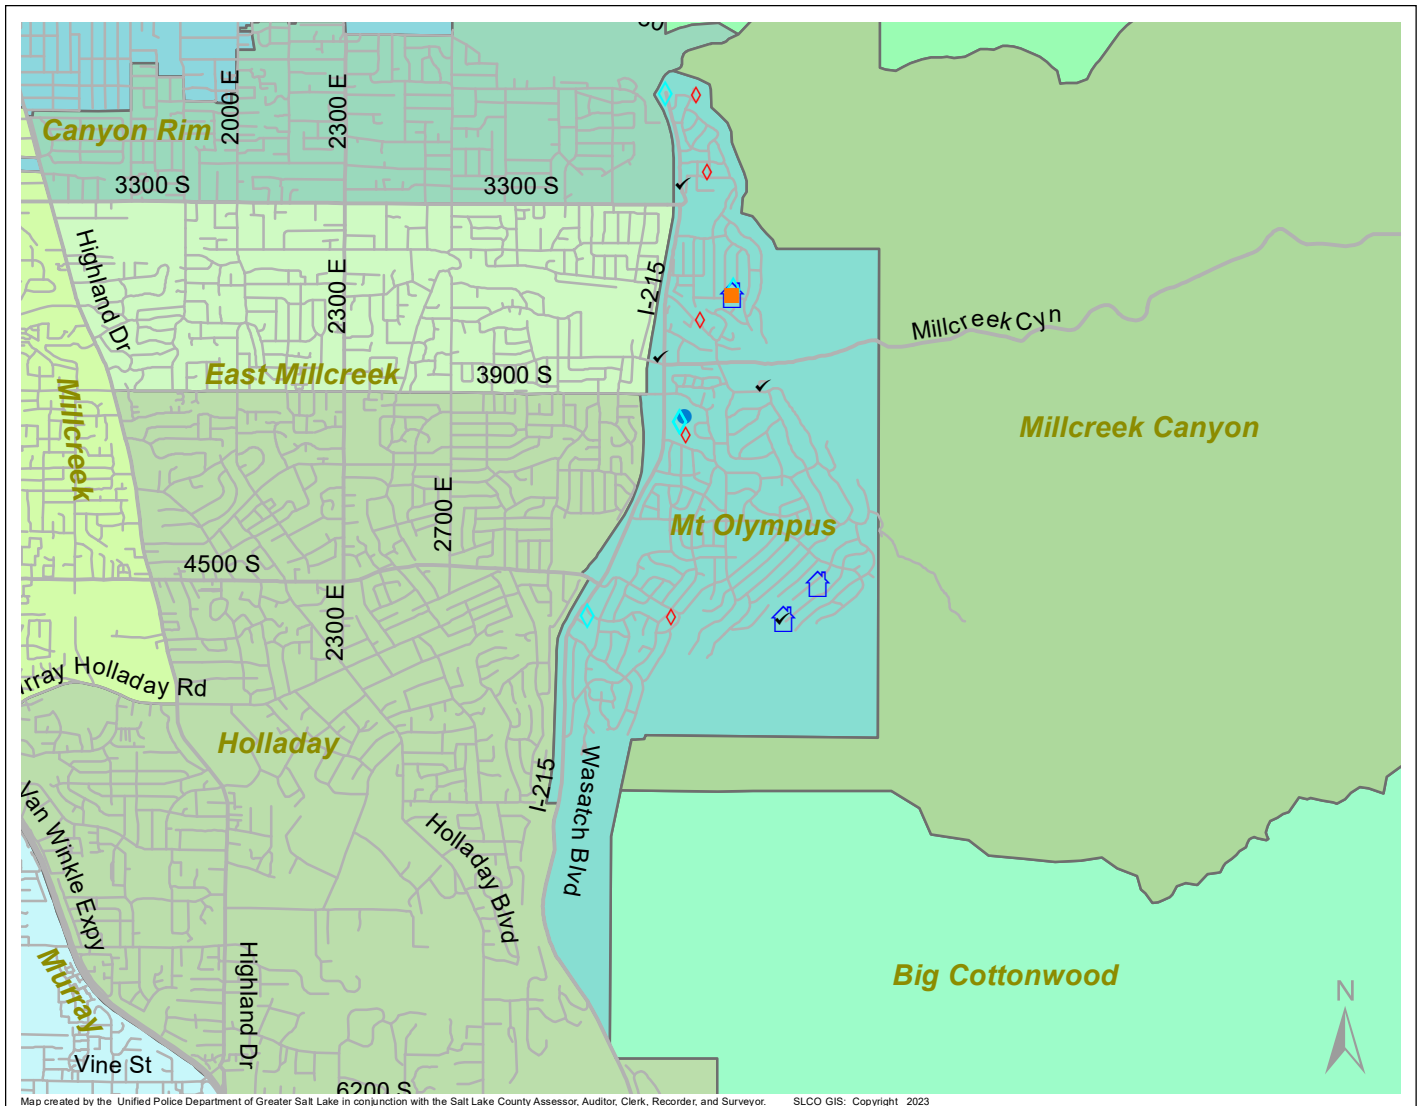 2000 E
2300 E
Canyon Rim
3300 S
3300 S
Highland Dr
2300 E
I-215
Millcreek Cyn
East Millcreek
3900 S
Millcreek
Millcreek Canyon
2700 E
Mt Olympus
4500 S
2300 E
rray Holladay Rd
Holladay
I-215
Wasatch Blvd
Van Winkle Expy
Holladay Blvd
Highland Dr
Murray
Big Cottonwood
N
Vine St
6200 S
Map created by the Unified Police Department of Greater Salt Lake in conjunction with the Salt Lake County Assessor, Auditor, Clerk, Recorder, and Surveyor. SLCO GIS: Copyright 2023